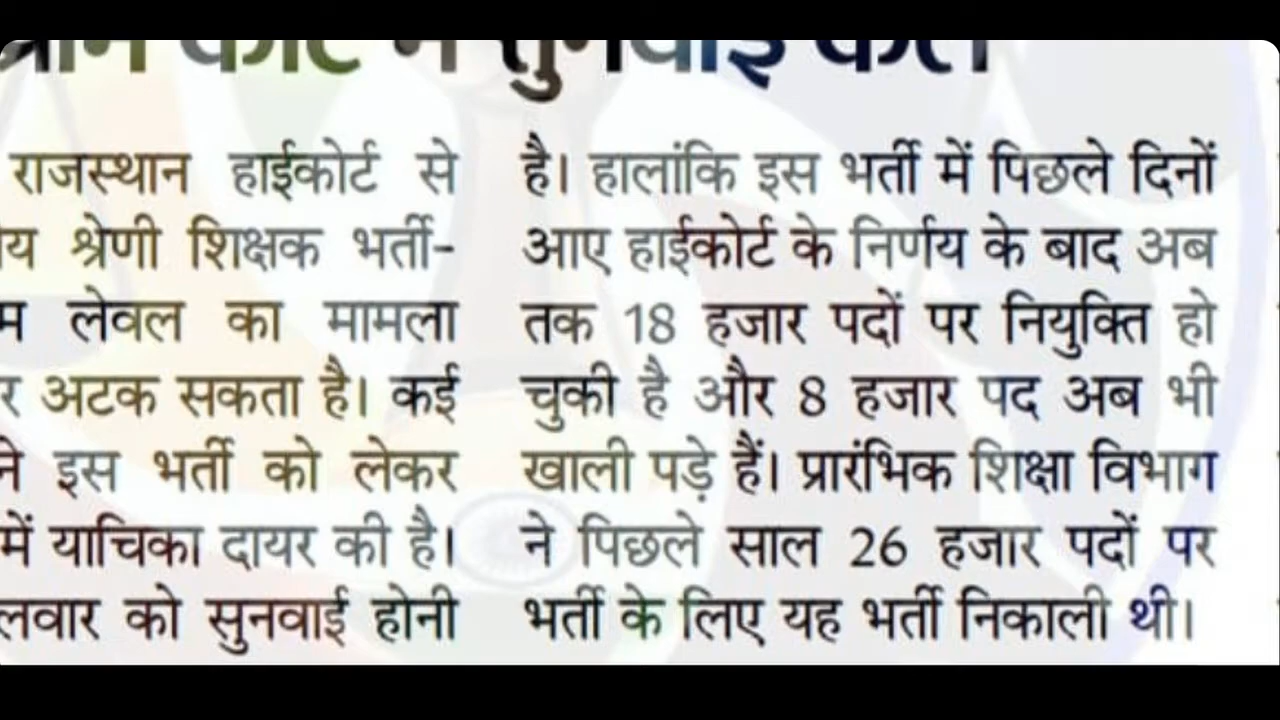 में सुनवाई कल
राजस्थान हाईकोर्ट से
श्रेणी शिक्षक भर्ती-
लेवल का मामला
अटक सकता है। कई
इस भर्ती को लेकर
में याचिका दायर की है।
को सुनवाई होनी
है। हालांकि इस भर्ती में पिछले दिनों
आए हाईकोर्ट के निर्णय के बाद अब
तक 18 हजार पदों पर नियुक्ति हो
चुकी है और 8 हजार पद अब भी
खाली पड़े हैं। प्रारंभिक शिक्षा विभाग
ने पिछले साल 26 हजार पदों पर
भर्ती के लिए यह भर्ती निकाली थी।